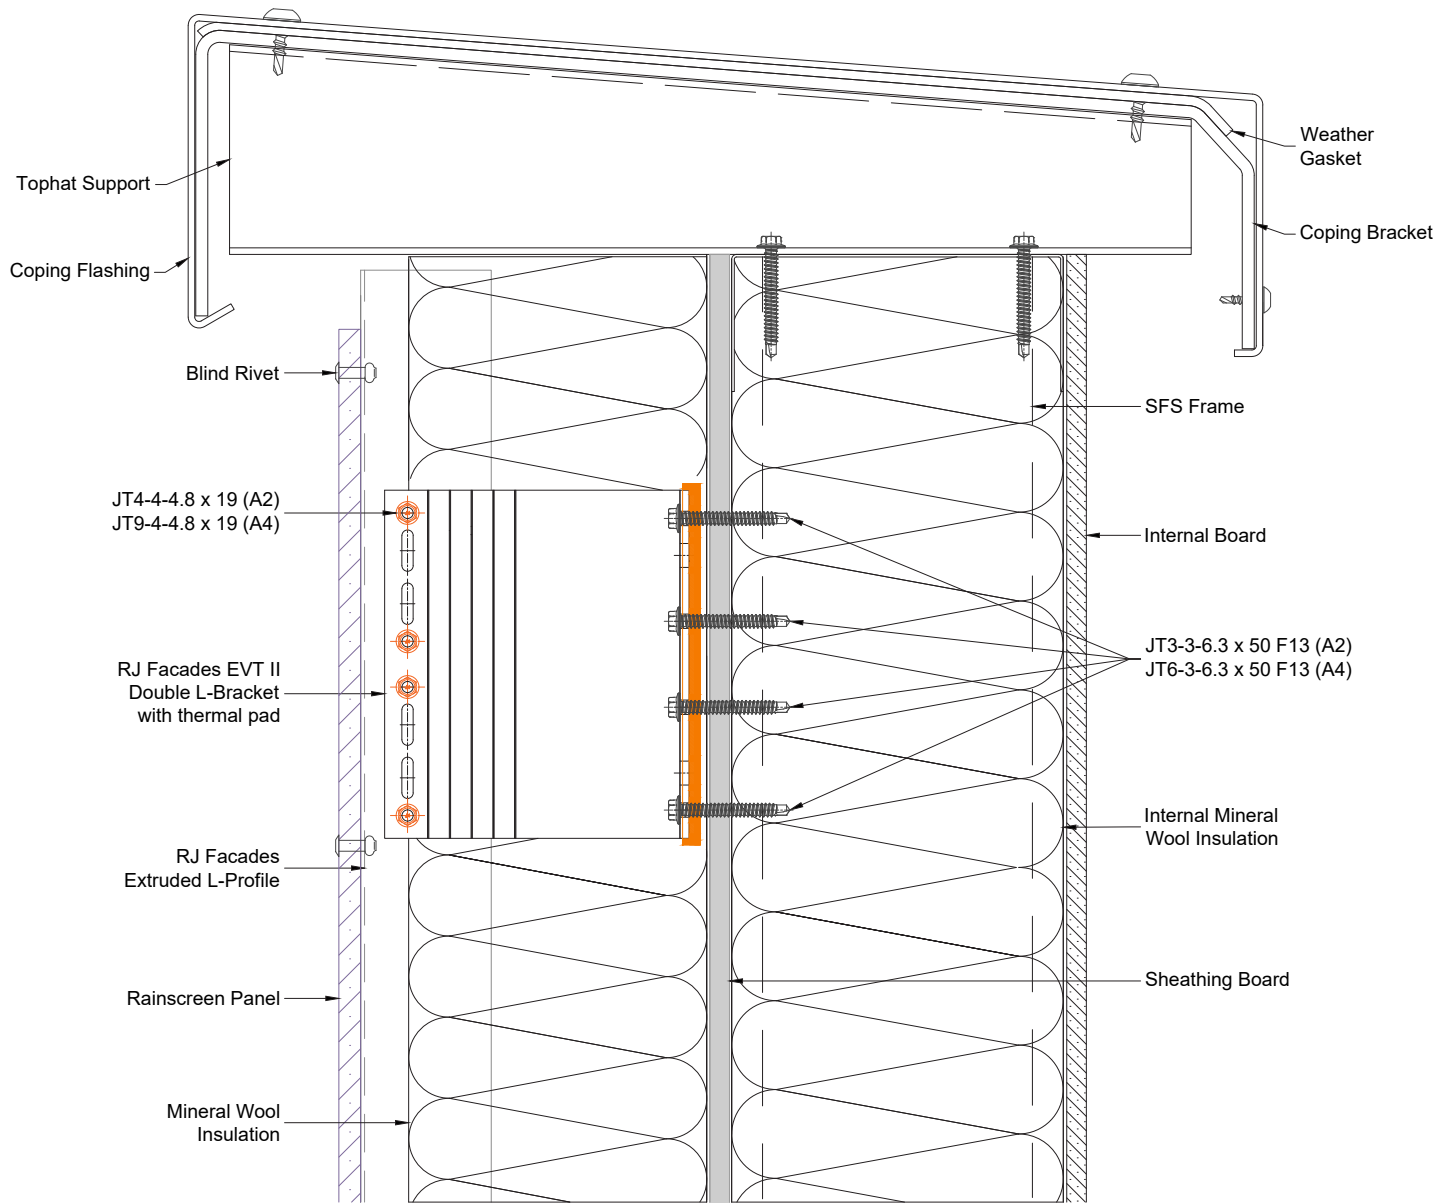 Weather
Gasket
Tophat Support
Coping Bracket
Coping Flashing
Blind Rivet
SFS Frame
JT4-4-4.8 x 19 (A2)
JT9-4-4.8 x 19 (A4)
Internal Board
JT3-3-6.3 x 50 F13 (A2)
JT6-3-6.3 x 50 F13 (A4)
RJ Facades EVT II
Double L-Bracket
with thermal pad
Internal Mineral
Wool Insulation
RJ Facades
Extruded L-Profile
Sheathing Board
Rainscreen Panel
Mineral Wool
Insulation